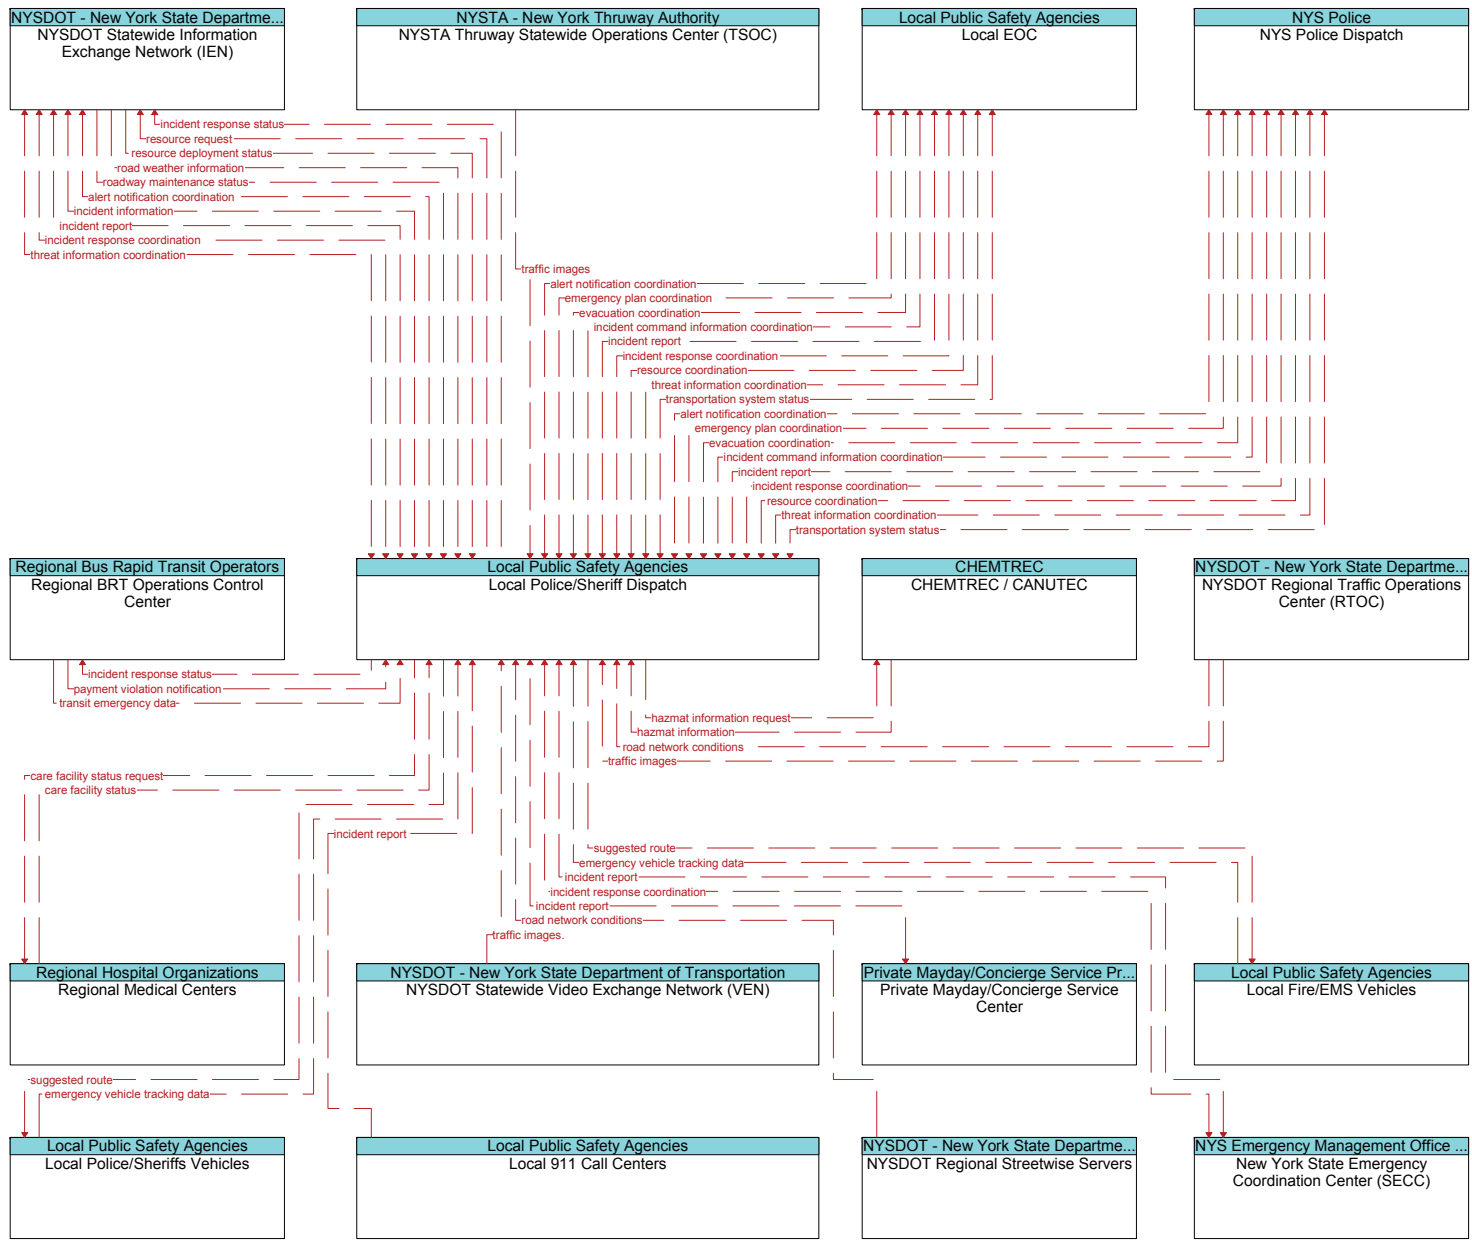 NYSDOT - New York State Departme...
NYSDOT Statewide Information
Exchange Network (IEN)
NYSTA - New York Thruway Authority
NYSTA Thruway Statewide Operations Center (TSOC)
Local Public Safety Agencies
Local EOC
NYS Police
NYS Police Dispatch
incident response status
resource request
resource deployment status
road weather information
roadway maintenance status
alert notification coordination
incident information
incident report
incident response coordination
threat information coordination
traffic images
alert notification coordination
emergency plan coordination
evacuation coordination
incident command information coordination
incident report
incident response coordination
resource coordination
threat information coordination
transportation system status
alert notification coordination
emergency plan coordination
evacuation coordination
incident command information coordination
incident report
incident response coordination
resource coordination
threat information coordination
transportation system status
Regional Bus Rapid Transit Operators
Regional BRT Operations Control
Center
Local Public Safety Agencies
Local Police/Sheriff Dispatch
CHEMTREC
CHEMTREC / CANUTEC
NYSDOT - New York State Departme...
NYSDOT Regional Traffic Operations
Center (RTOC)
incident response status
payment violation notification
transit emergency data
hazmat information request
hazmat information
road network conditions
traffic images
care facility status request
care facility status
incident report
suggested route
emergency vehicle tracking data
incident report
incident response coordination
incident report
road network conditions
traffic images.
Regional Hospital Organizations
Regional Medical Centers
NYSDOT - New York State Department of Transportation
NYSDOT Statewide Video Exchange Network (VEN)
Private Mayday/Concierge Service Pr...
Private Mayday/Concierge Service
Center
Local Public Safety Agencies
Local Fire/EMS Vehicles
suggested route
emergency vehicle tracking data
Local Public Safety Agencies
Local Police/Sheriffs Vehicles
Local Public Safety Agencies
Local 911 Call Centers
NYSDOT - New York State Departme...
NYSDOT Regional Streetwise Servers
NYS Emergency Management Office ...
New York State Emergency
Coordination Center (SECC)